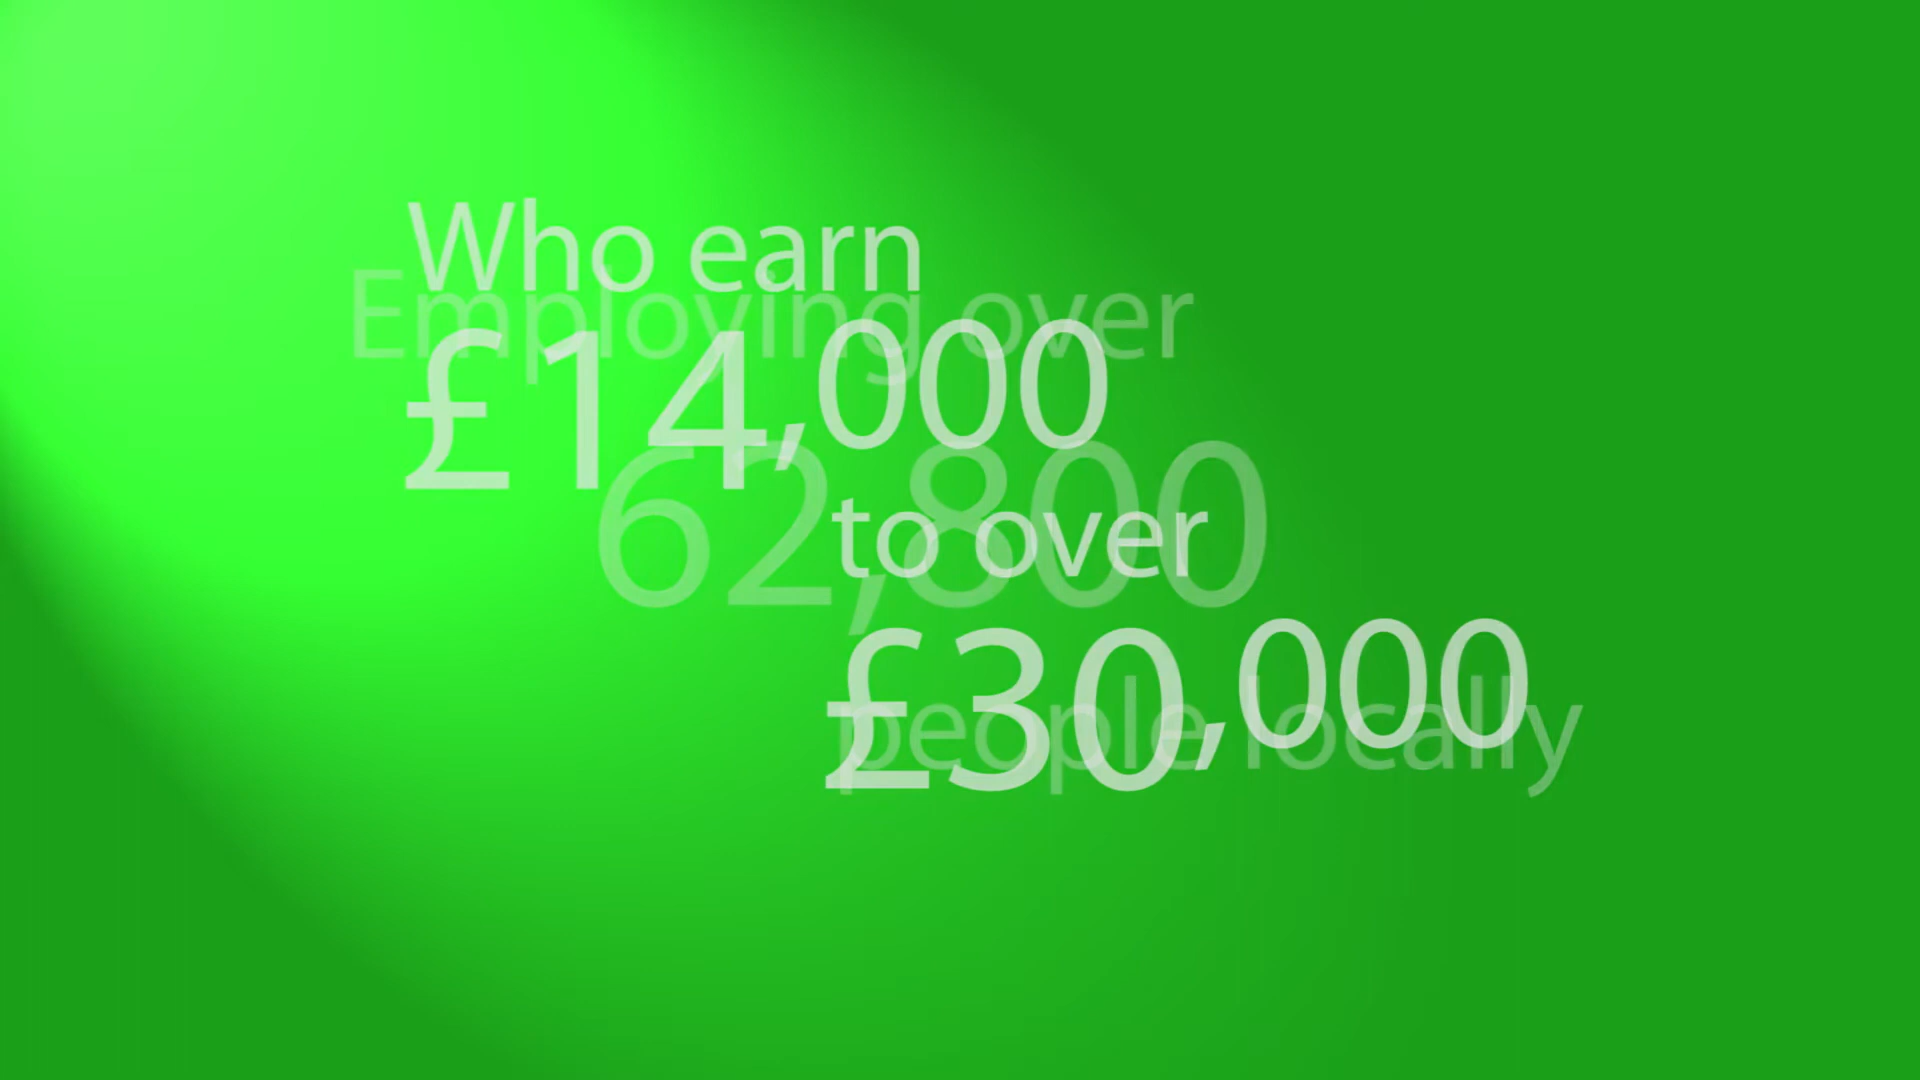 Who earn
Employing over
£14,000
62,800
to over
£30,000
people locally